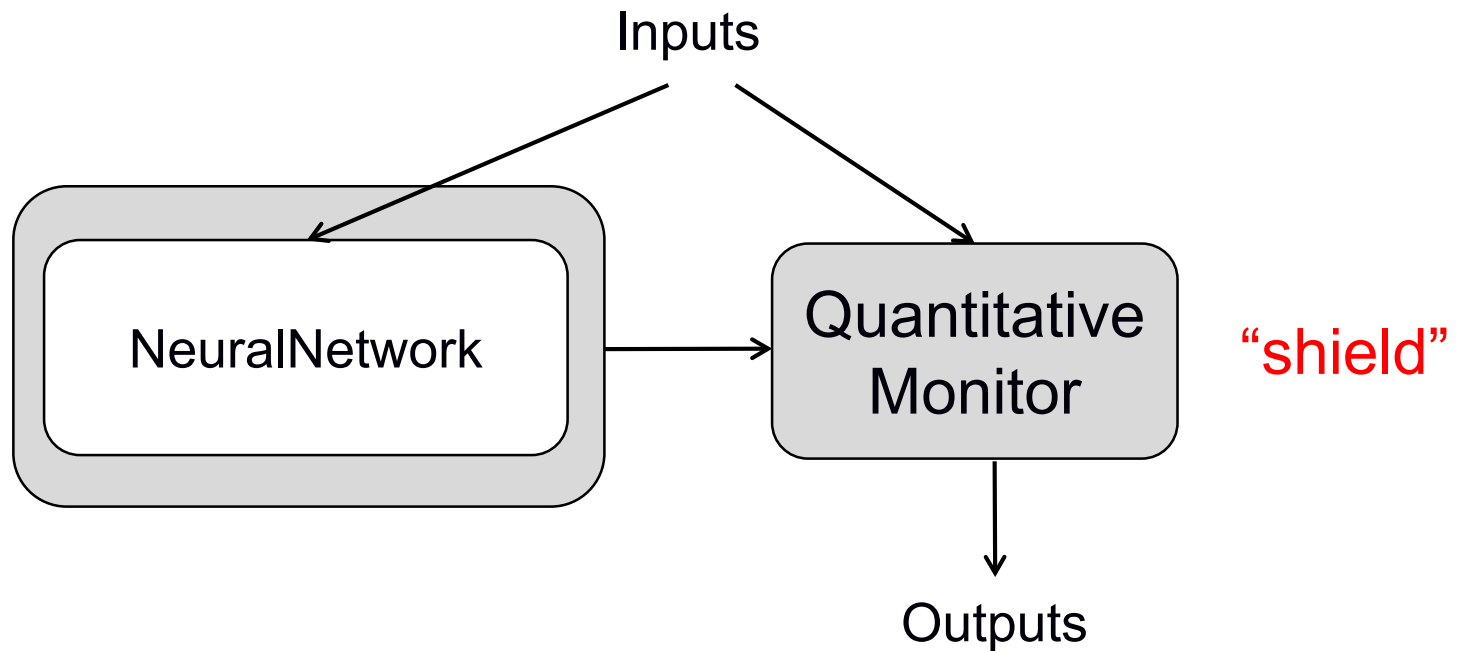 Inputs
NeuralNetwork
Quantitative
Monitor
“shield”
Outputs